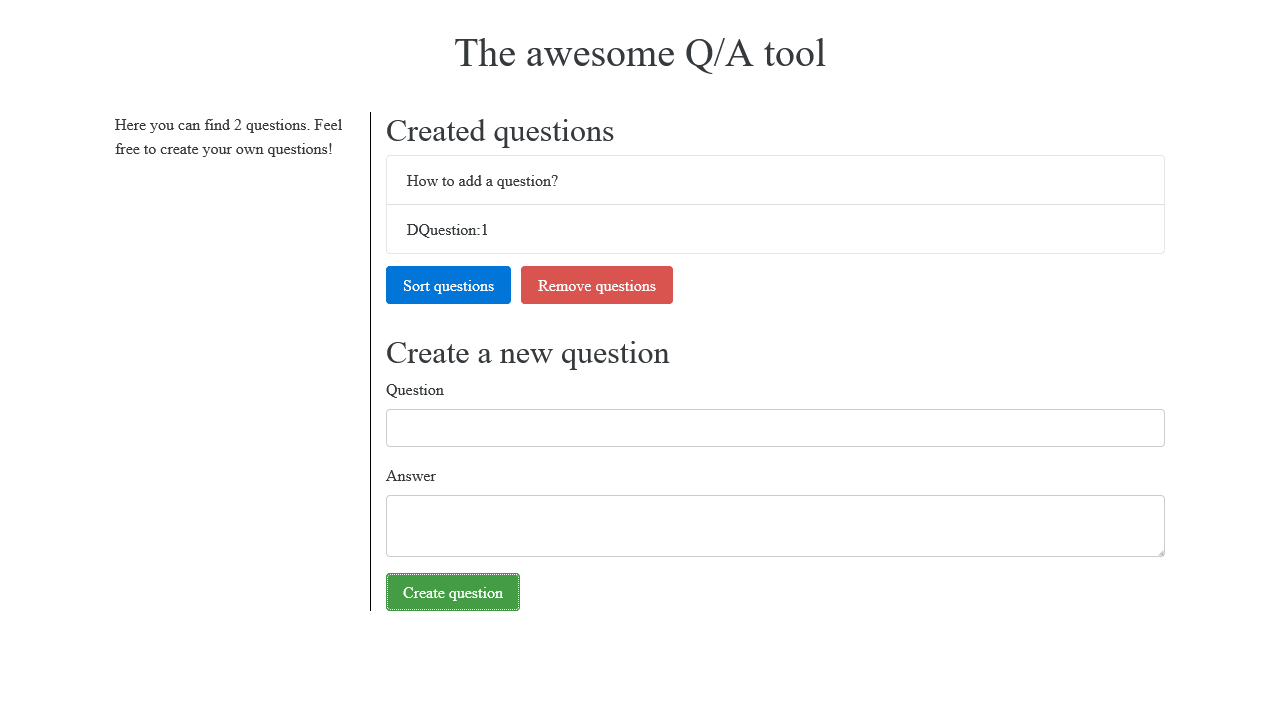 The awesome Q/A tool
Here you can find 2 questions. Feel
free to create your own questions!
Created questions
How to add a question?
DQuestion:1
Sort questions
Remove questions
Create a new question
Question
Answer
Create question